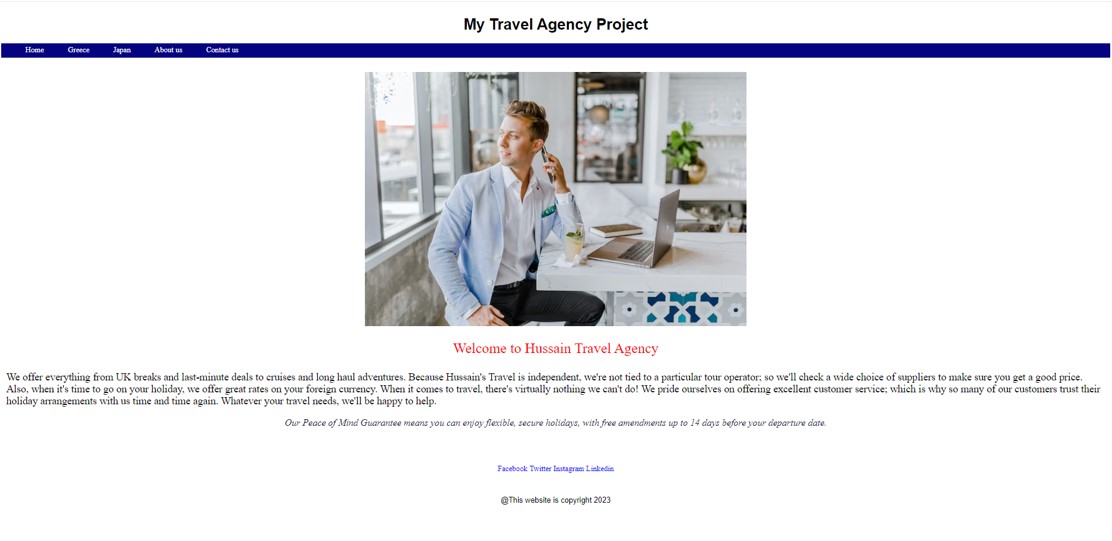 My Travel Agency Project
Home Greece Japan About us Contact us
Welcome to Hussain Travel Agency
We offer everything from UK breaks and last-minute deals to cruises and long haul adventures. Because Hussain's Travel is independent, we're not tied to a particular tour operator; so we'll check a wide choice of suppliers to make sure you get a good price.
Also, when it's time to go on your holiday, we offer great rates on your foreign currency. When it comes to travel, there's virtually nothing we can't do! We pride ourselves on offering excellent customer service; which is why so many of our customers trust their
holiday arrangements with us time and time again. Whatever your travel needs, we'll be happy to help.
Our Peace of Mind Guarantee means you can enjoy flexible, secure holidays, with free amendments up to 14 days before your departure date.
Facebook Twitter Instagram Linkedin
@This website is copyright 2023